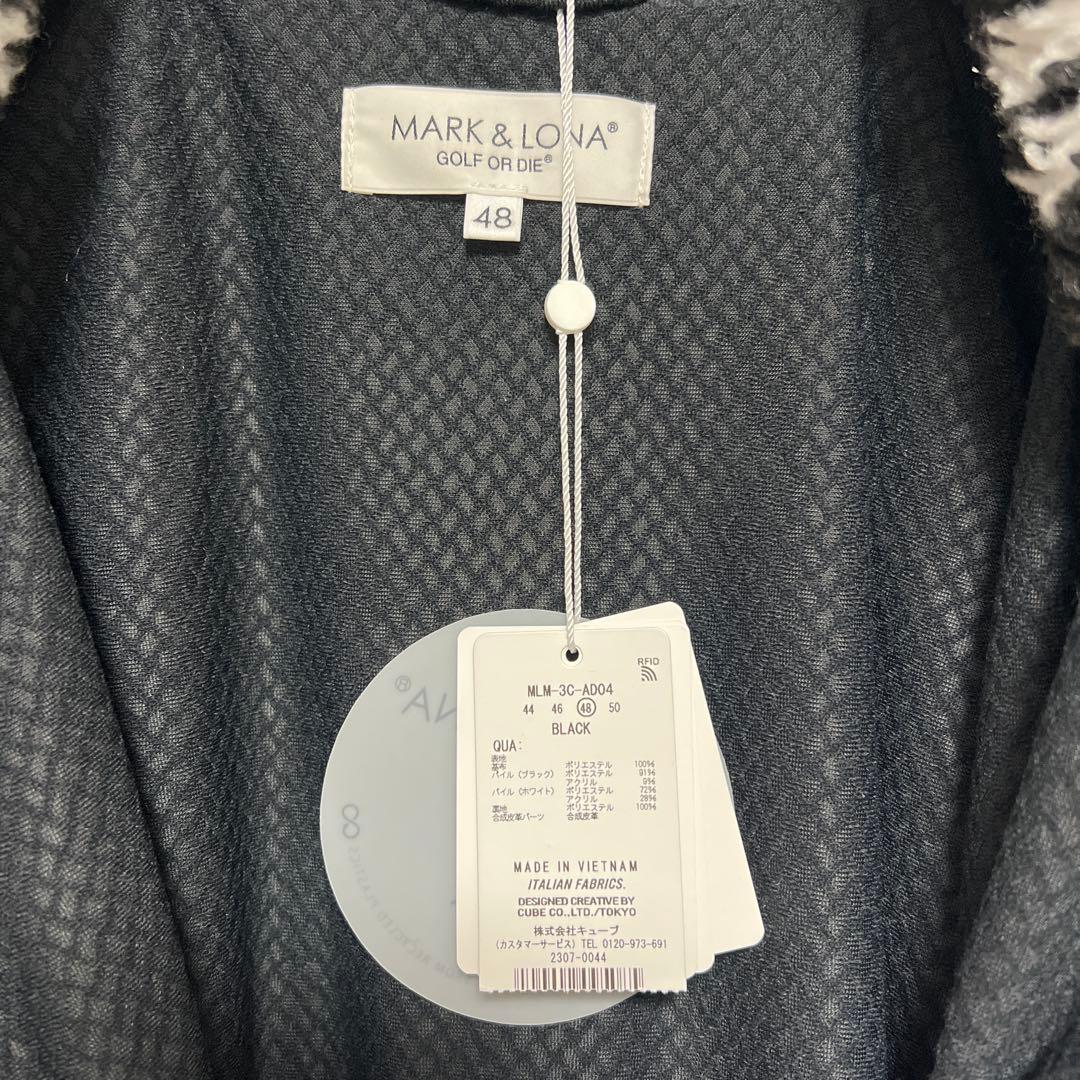 MARK & LONA®
GOLF OR DIE®
48
RFID
MLM-3C-AD04
44 46 48 50
BLACK
QUA:
表地
基布 ポリエステル 100%
パイル（ブラック） ポリエステル 91%
アクリル 9%
パイル（ホワイト） ポリエステル 72%
アクリル 28%
裏地 ポリエステル 100%
合成皮革パーツ 合成皮革
MADE IN VIETNAM
ITALIAN FABRICS.
DESIGNED CREATIVE BY
CUBE CO.,LTD./TOKYO
株式会社キューブ
（カスタマーサービス） TEL 0120-973-691
2307-0044